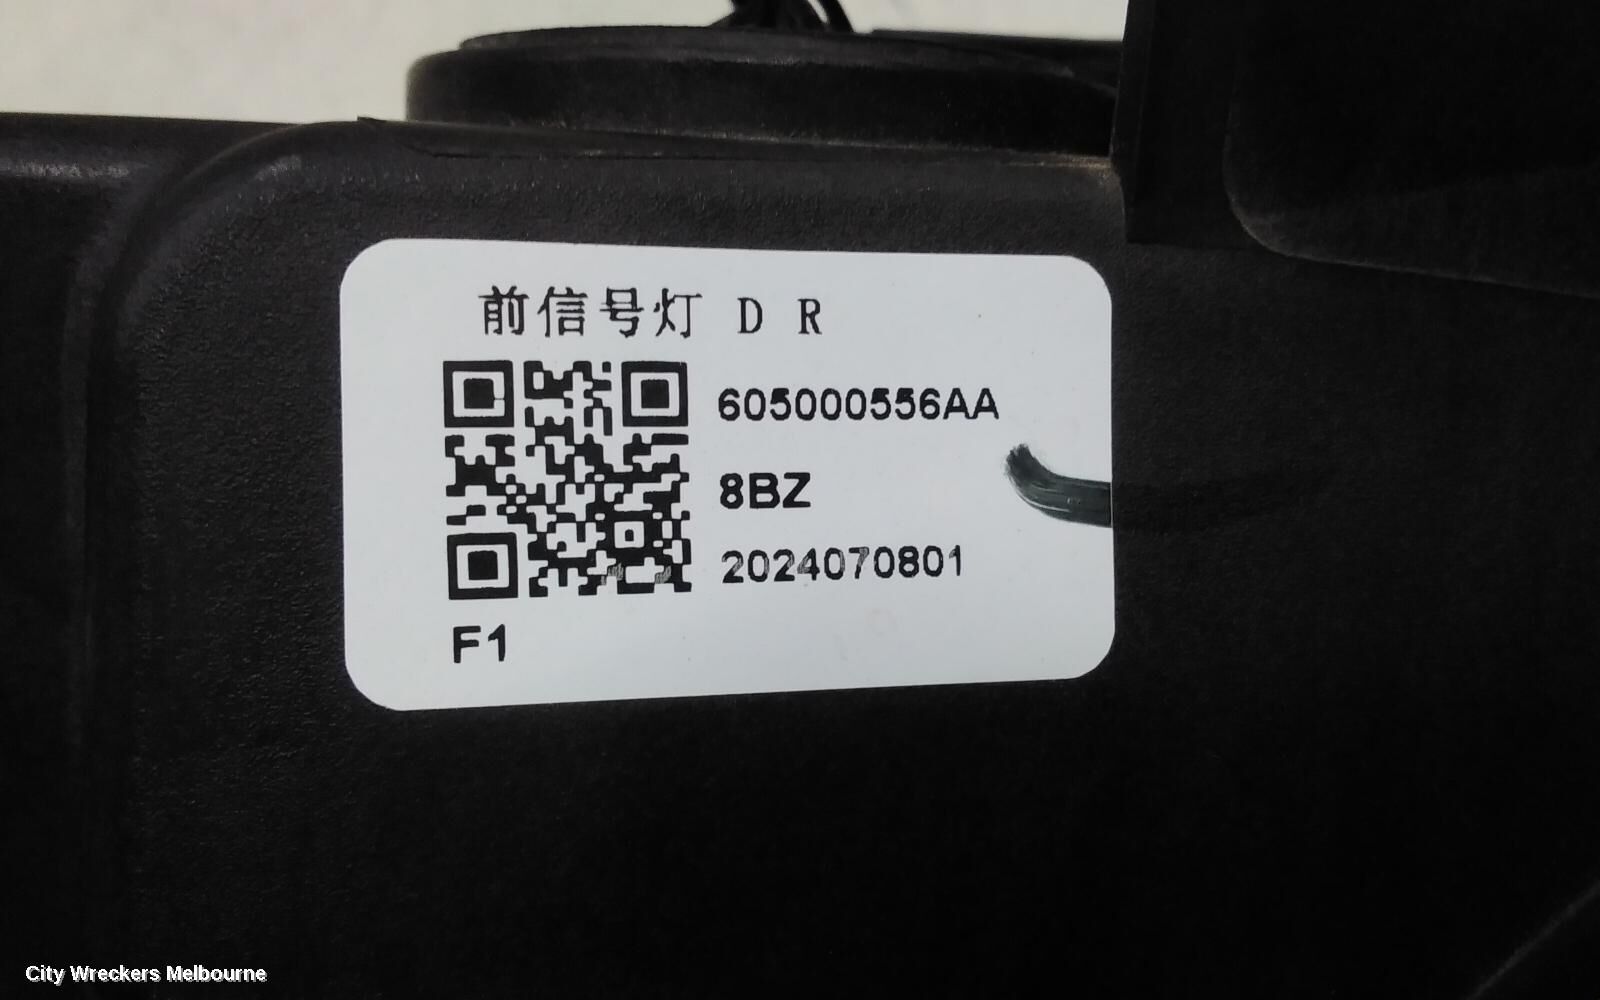 前信号灯 D R
605000556AA
8BZ
2024070801
F1
City Wreckers Melbourne